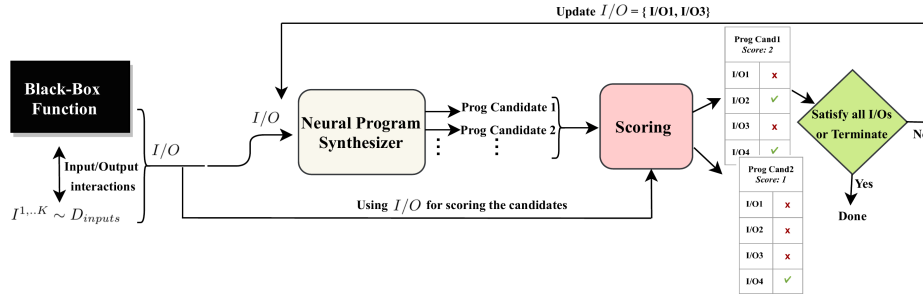 Update I/O = { I/O1, I/O3}
Black-Box
Function
Input/Output
interactions
I^{1,..K} ∼ D_{inputs}
I/O
I/O
Neural Program
Synthesizer
Prog Candidate 1
Prog Candidate 2
Scoring
Using I/O for scoring the candidates
Prog Cand1
Score: 2
I/O1 x
I/O2 ✓
I/O3 x
I/O4 ✓
Prog Cand2
Score: 1
I/O1 x
I/O2 x
I/O3 x
I/O4 ✓
Satisfy all I/Os
or Terminate
Yes
Done